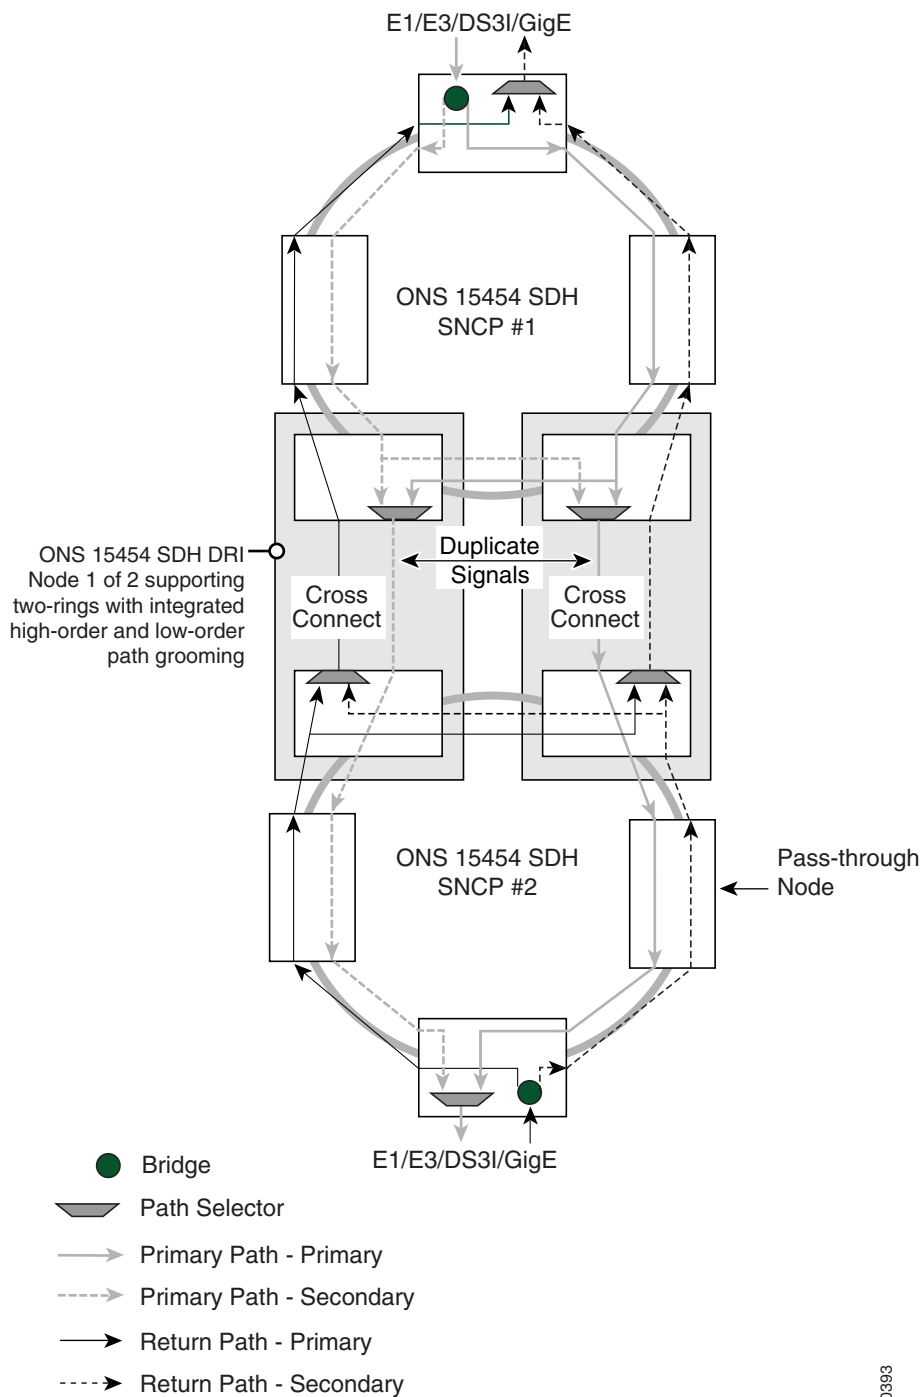 E1/E3/DS3I/GigE
ONS 15454 SDH
SNCP #1
Duplicate
Signals
ONS 15454 SDH DRI
Node 1 of 2 supporting
two-rings with integrated
high-order and low-order
path grooming
Cross
Connect
Cross
Connect
ONS 15454 SDH
SNCP #2
Pass-through
Node
E1/E3/DS3I/GigE
Bridge
Path Selector
Primary Path - Primary
Primary Path - Secondary
Return Path - Primary
Return Path - Secondary